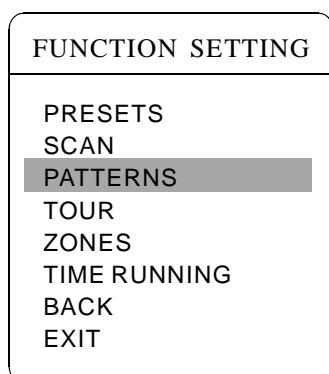 FUNCTION SETTING
PRESETS
SCAN
PATTERNS
TOUR
ZONES
TIME RUNNING
BACK
EXIT